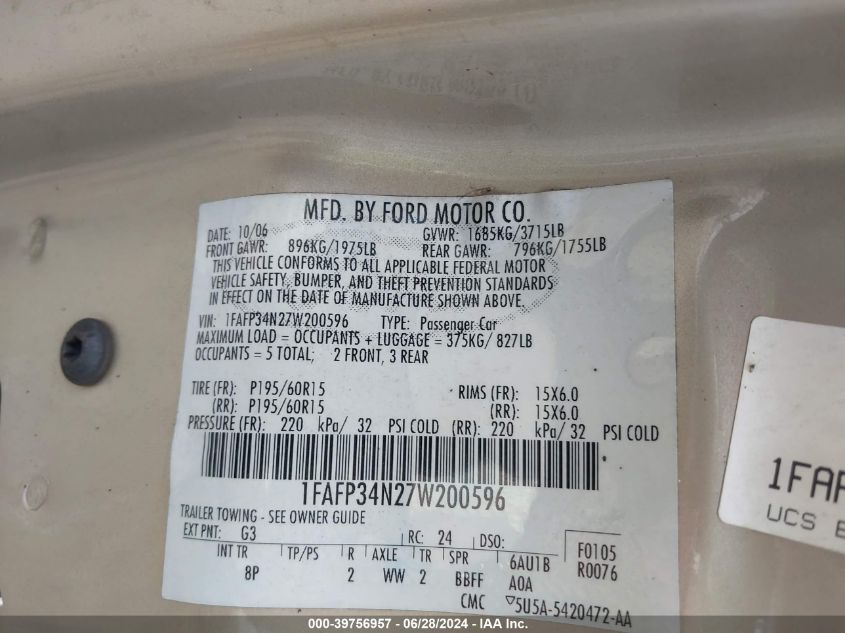 MFD. BY FORD MOTOR CO.
DATE: 10/06 GVWR: 1685KG/3715LB
FRONT GAWR: 896KG/1975LB REAR GAWR: 796KG/1755LB
THIS VEHICLE CONFORMS TO ALL APPLICABLE FEDERAL MOTOR
VEHICLE SAFETY, BUMPER, AND THEFT PREVENTION STANDARDS
IN EFFECT ON THE DATE OF MANUFACTURE SHOWN ABOVE.
VIN: 1FAFP34N27W200596 TYPE: Passenger Car
MAXIMUM LOAD = OCCUPANTS + LUGGAGE = 375KG/ 827LB
OCCUPANTS = 5 TOTAL; 2 FRONT, 3 REAR
TIRE (FR): P195/60R15 RIMS (FR): 15X6.0
(RR): P195/60R15 (RR): 15X6.0
PRESSURE (FR): 220 kPa/ 32 PSI COLD (RR): 220 kPa/ 32 PSI COLD
1FAFP34N27W200596
TRAILER TOWING - SEE OWNER GUIDE
EXT PNT: G3 RC: 24 DSO: F0105
INT TR TP/PS R AXLE TR SPR 6AU1B R0076
8P 2 WW 2 BBFF A0A
CMC ▽5U5A-5420472-AA
1FAF
UCS
000-39756957 - 06/28/2024 - IAAI, Inc.